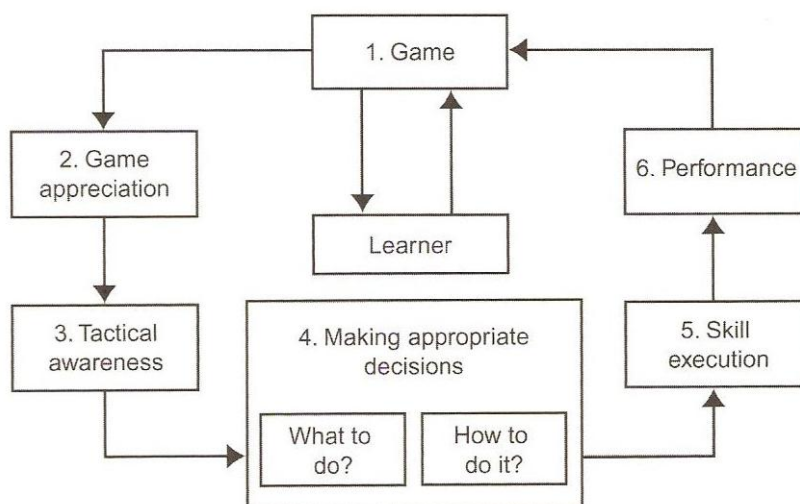 1. Game
2. Game
appreciation
Learner
6. Performance
3. Tactical
awareness
4. Making appropriate
decisions
What to
do?
How to
do it?
5. Skill
execution